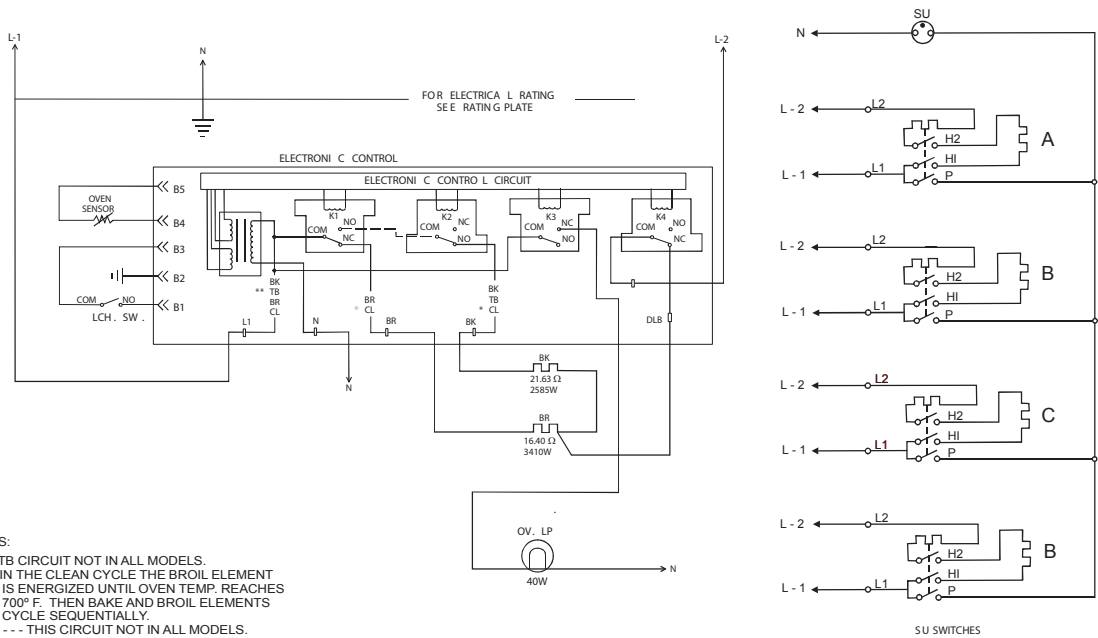 L-1
N
L-2
FOR ELECTRICA L RATING
SEE RATIN G PLATE
ELECTRONI C CONTROL
ELECTRONI C CONTRO L CIRCUIT
B5
OVEN
SENSOR
B4
B3
B2
B1
COM
NO
LCH. SW .
K1
COM
NO
NC
K2
COM
NC
NO
K3
COM
NC
NO
K4
COM
NO
NC
** BK
TB
BR
CL
BR
* CL
BK
TB
* CL
L1
N
BR
BK
DLB
N
BK
21.63 Ω
2585W
BR
16.40 Ω
3410W
OV. LP
40W
N
S:
TB CIRCUIT NOT IN ALL MODELS.
IN THE CLEAN CYCLE THE BROIL ELEMENT
IS ENERGIZED UNTIL OVEN TEMP. REACHES
700º F. THEN BAKE AND BROIL ELEMENTS
CYCLE SEQUENTIALLY.
- - - THIS CIRCUIT NOT IN ALL MODELS.
SU
N
L - 2
L2
H2
A
HI
L - 1
L1
P
L - 2
L2
H2
B
HI
L - 1
L1
P
L - 2
L2
H2
C
HI
L - 1
L1
P
L - 2
L2
H2
B
HI
L - 1
L1
P
SU SWITCHES